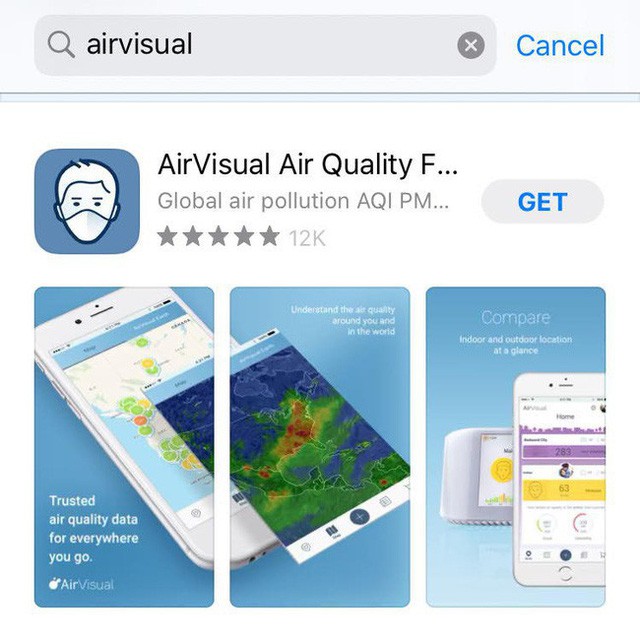 airvisual
Cancel
AirVisual Air Quality F...
Global air pollution AQI PM...
12K
GET
Trusted
air quality data
for everywhere
you go.
AirVisual
Understand the air quality
around you and
in the world
AirVisual Earth
Compare
Indoor and outdoor location
at a glance
AirVisual
Home
283
63